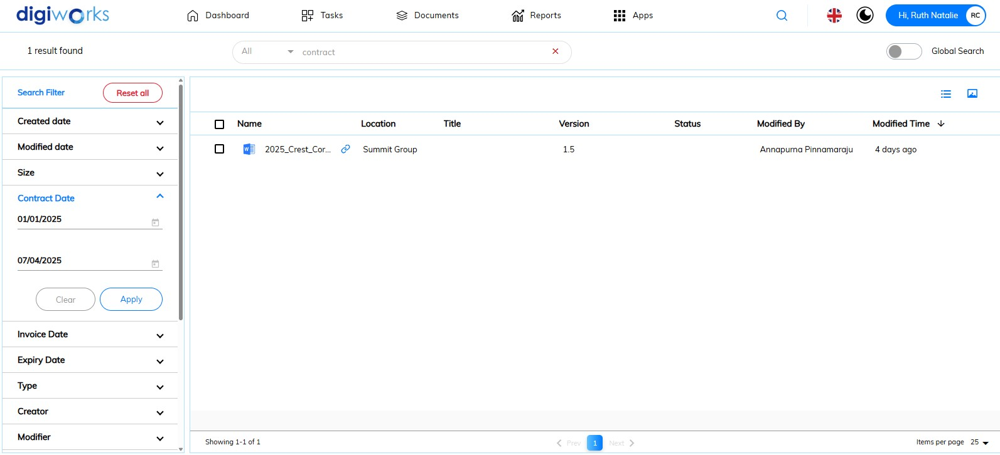 digiworks
Dashboard
Tasks
Documents
Reports
Apps
Hi, Ruth Natalie
RC
1 result found
All
contract
Global Search
Search Filter
Reset all
Created date
Modified date
Size
Contract Date
01/01/2025
07/04/2025
Clear
Apply
Invoice Date
Expiry Date
Type
Creator
Modifier
Name Location Title Version Status Modified By Modified Time
2025_Crest_Cor... Summit Group 1.5 Annapurna Pinnamaraju 4 days ago
Showing 1-1 of 1
Prev 1 Next
Items per page 25